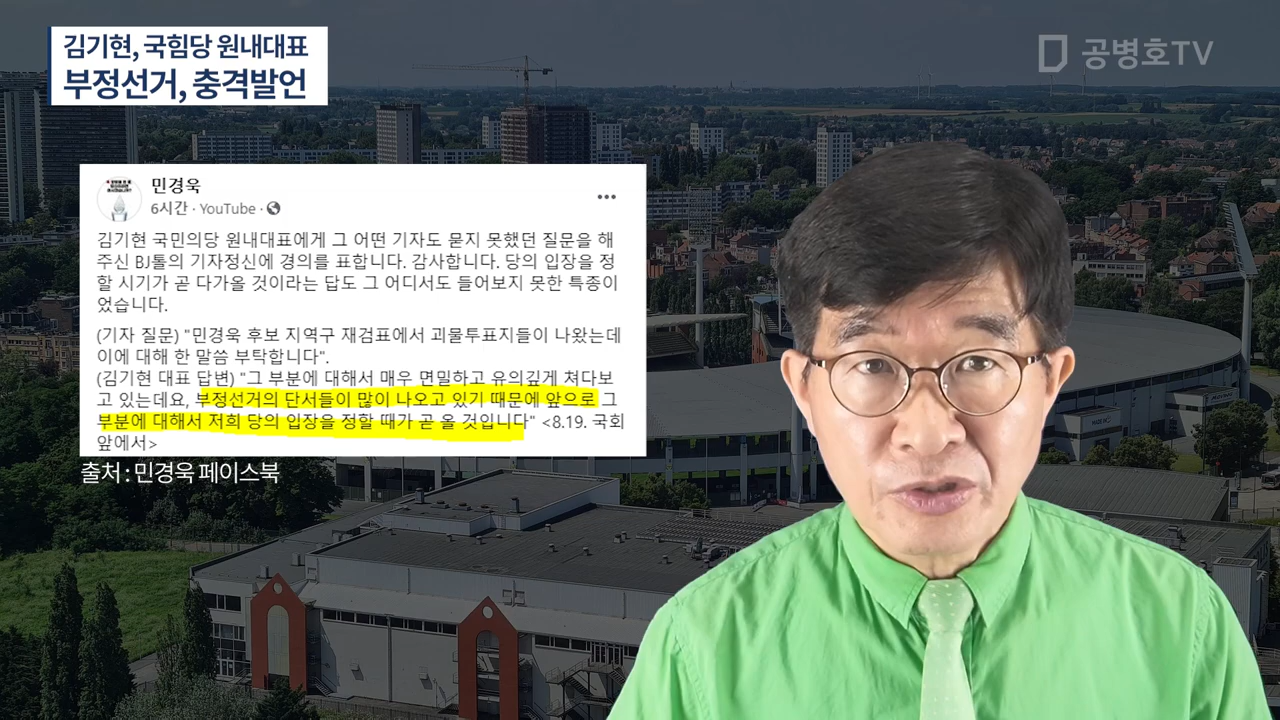 김기현, 국힘당 원내대표
부정선거, 충격발언
공병호TV
민경욱
6시간 · YouTube ·
김기현 국민의당 원내대표에게 그 어떤 기자도 묻지 못했던 질문을 해
주신 BJ톨의 기자정신에 경의를 표합니다. 감사합니다. 당의 입장을 정
할 시기가 곧 다가올 것이라는 답도 그 어디서도 들어보지 못한 특종이
었습니다.
(기자 질문) "민경욱 후보 지역구 재검표에서 괴물투표지들이 나왔는데
이에 대해 한 말씀 부탁합니다".
(김기현 대표 답변) "그 부분에 대해서 매우 면밀하고 유의깊게 쳐다보
고 있는데요, 부정선거의 단서들이 많이 나오고 있기 때문에 앞으로 그
부분에 대해서 저희 당의 입장을 정할 때가 곧 올 것입니다" <8.19. 국회
앞에서>
출처 : 민경욱 페이스북